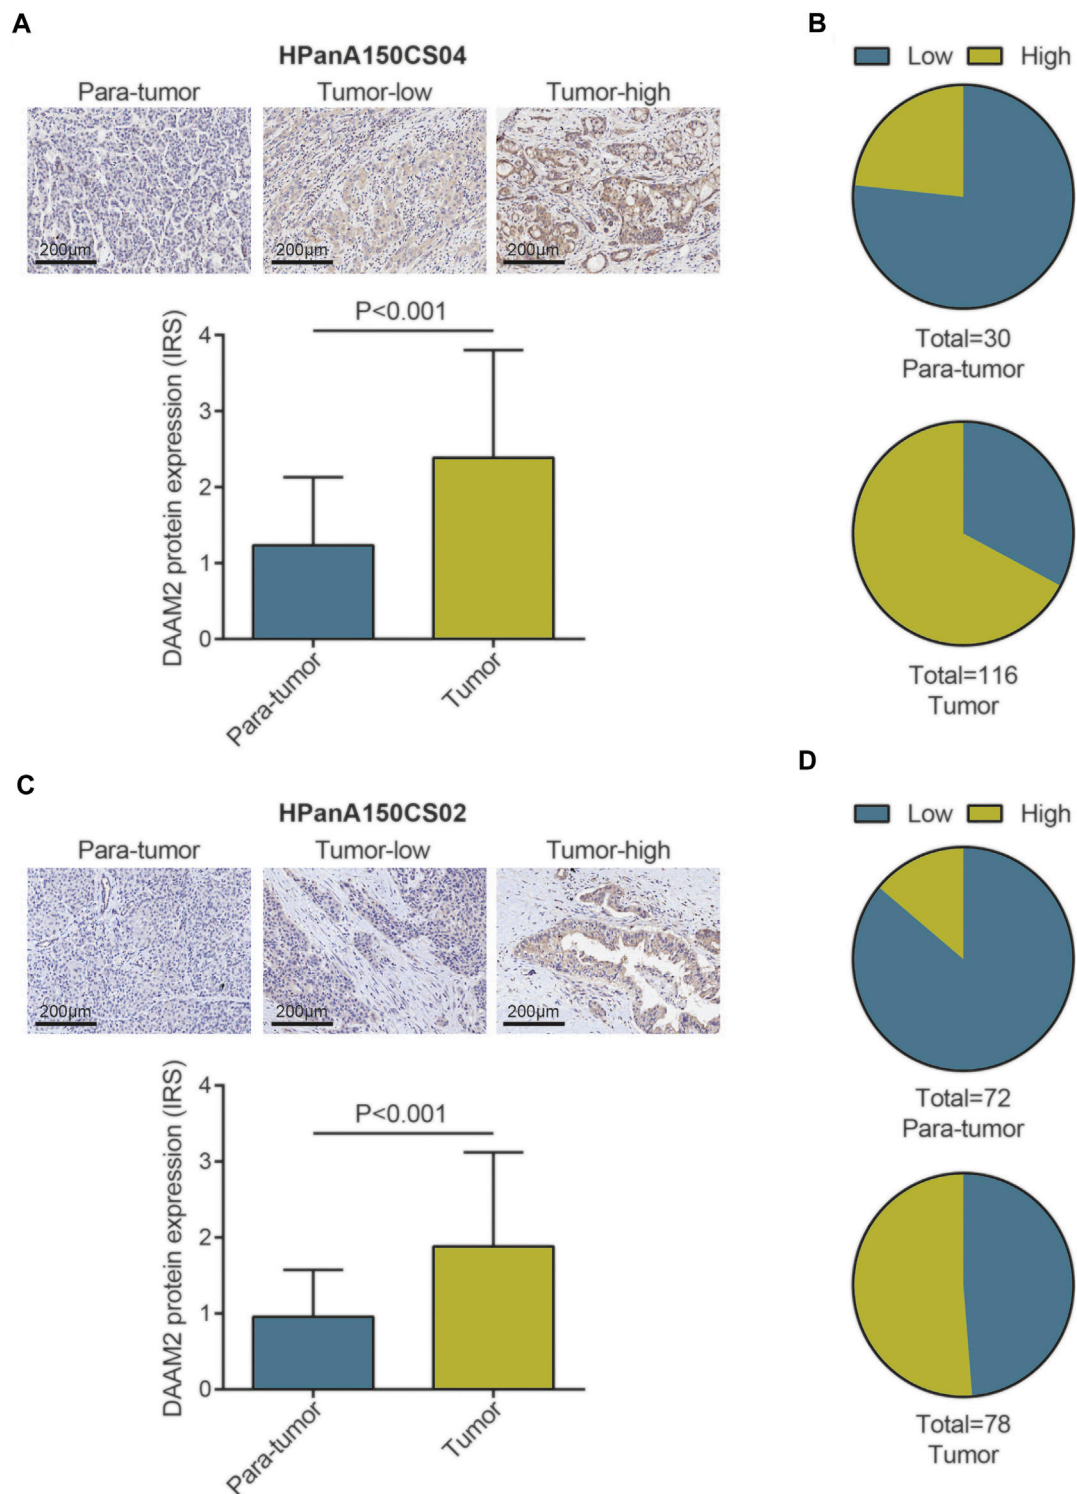 A
HPanA150CS04
Para-tumor Tumor-low Tumor-high
200µm 200µm 200µm
P<0.001
DAAM2 protein expression (IRS)
4
3
2
1
0
Para-tumor Tumor
B
Low High
Total=30
Para-tumor
Total=116
Tumor
C
HPanA150CS02
Para-tumor Tumor-low Tumor-high
200µm 200µm 200µm
P<0.001
DAAM2 protein expression (IRS)
4
3
2
1
0
Para-tumor Tumor
D
Low High
Total=72
Para-tumor
Total=78
Tumor